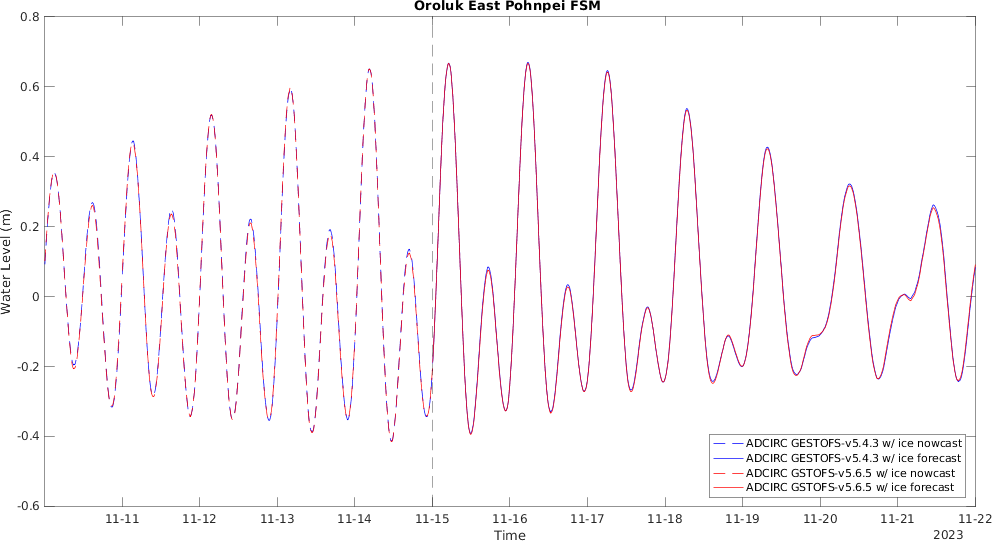 Oroluk East Pohnpei FSM
0.8
0.6
0.4
0.2
0
-0.2
-0.4
-0.6
Water Level (m)
ADCIRC GESTOFS-v5.4.3 w/ ice nowcast
ADCIRC GESTOFS-v5.4.3 w/ ice forecast
ADCIRC GSTOFS-v5.6.5 w/ ice nowcast
ADCIRC GSTOFS-v5.6.5 w/ ice forecast
11-11 11-12 11-13 11-14 11-15 11-16 11-17 11-18 11-19 11-20 11-21 11-22
Time
2023